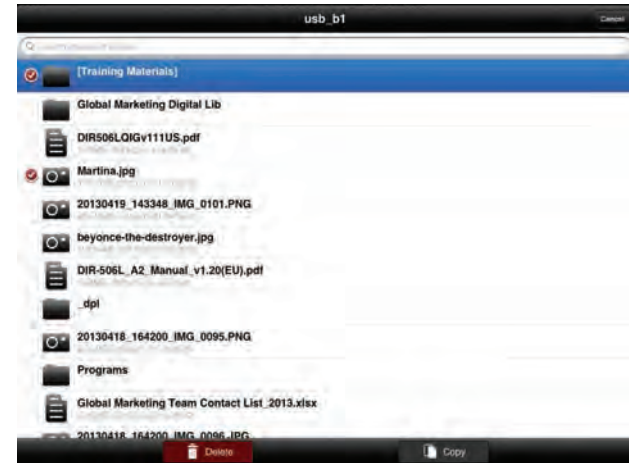 usb_b1
Cancel
[Training Materials]
Global Marketing Digital Lib
DIR506LQIGv111US.pdf
Martina.jpg
20130419_143348_IMG_0101.PNG
beyonce-the-destroyer.jpg
DIR-506L_A2_Manual_v1.20(EU).pdf
_dpl
20130418_164200_IMG_0095.PNG
Programs
Global Marketing Team Contact List_2013.xlsx
20130418_164200_IMG_0096.JPG
Delete
Copy